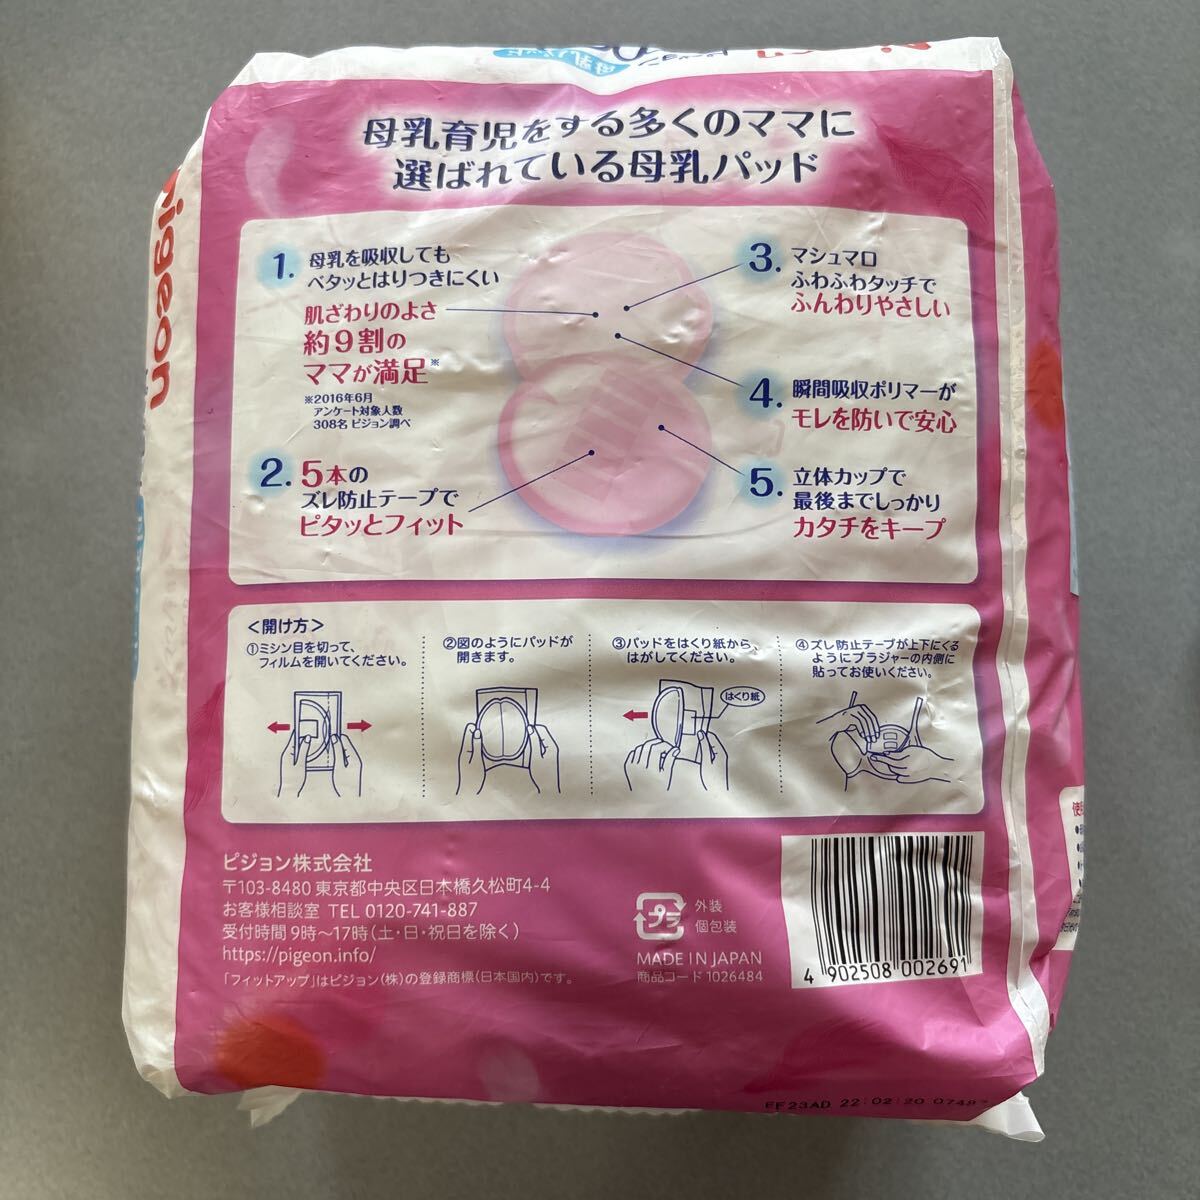 母乳パッド
Pigeon
母乳育児をする多くのママに
選ばれている母乳パッド
1.
母乳を吸収しても
ベタッとはりつきにくい
肌ざわりのよさ
約9割の
ママが満足※
※2016年6月
アンケート対象人数
308名 ピジョン調べ
2.
5本の
ズレ防止テープで
ピタッとフィット
3.
マシュマロ
ふわふわタッチで
ふんわりやさしい
4.
瞬間吸収ポリマーが
モレを防いで安心
5.
立体カップで
最後までしっかり
カタチをキープ
<開け方>
①ミシン目を切って、
フィルムを開いてください。
②図のようにパッドが
開きます。
③パッドをはくり紙から、
はがしてください。
はくり紙
④ズレ防止テープが上下にくる
ようにブラジャーの内側に
貼ってお使いください。
ピジョン株式会社
〒103-8480 東京都中央区日本橋久松町4-4
お客様相談室 TEL 0120-741-887
受付時間 9時~17時(土・日・祝日を除く)
https://pigeon.info/
「フィットアップ」はピジョン(株)の登録商標(日本国内)です。
プラ
外装
個包装
MADE IN JAPAN
商品コード 1026484
4 902508 002691
EF23AD 22:02:20 0748